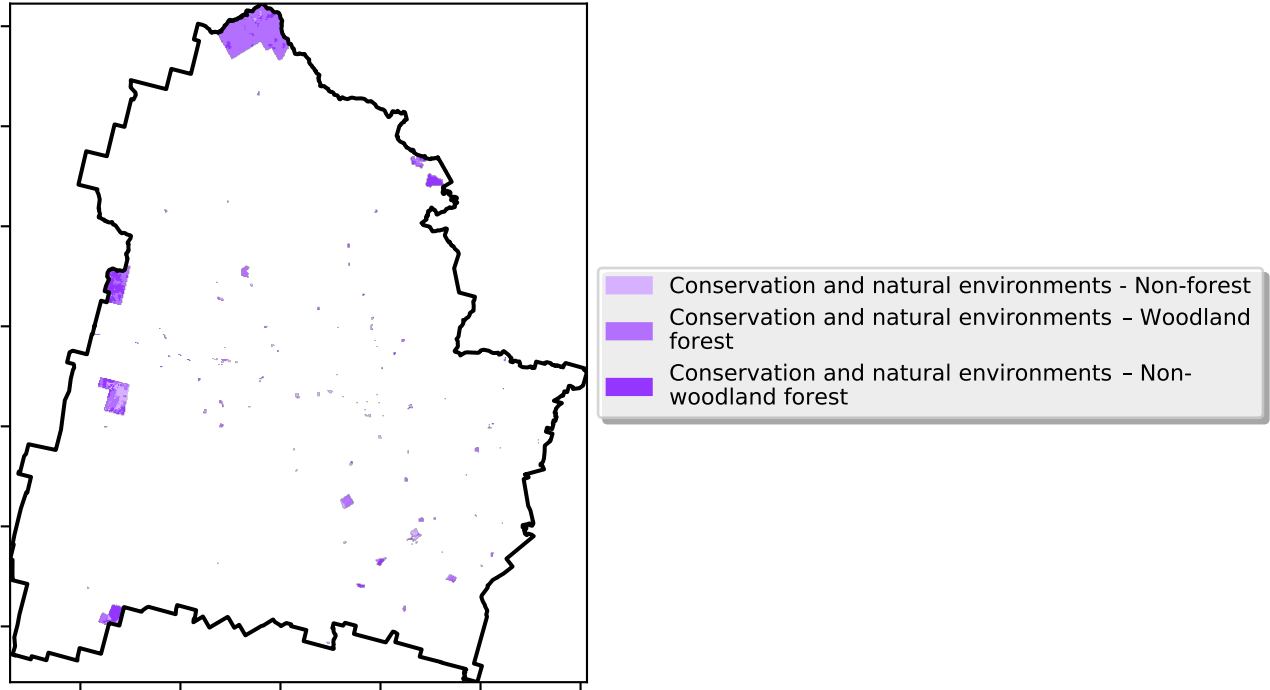 Conservation and natural environments - Non-forest
Conservation and natural environments – Woodland
forest
Conservation and natural environments – Non-
woodland forest